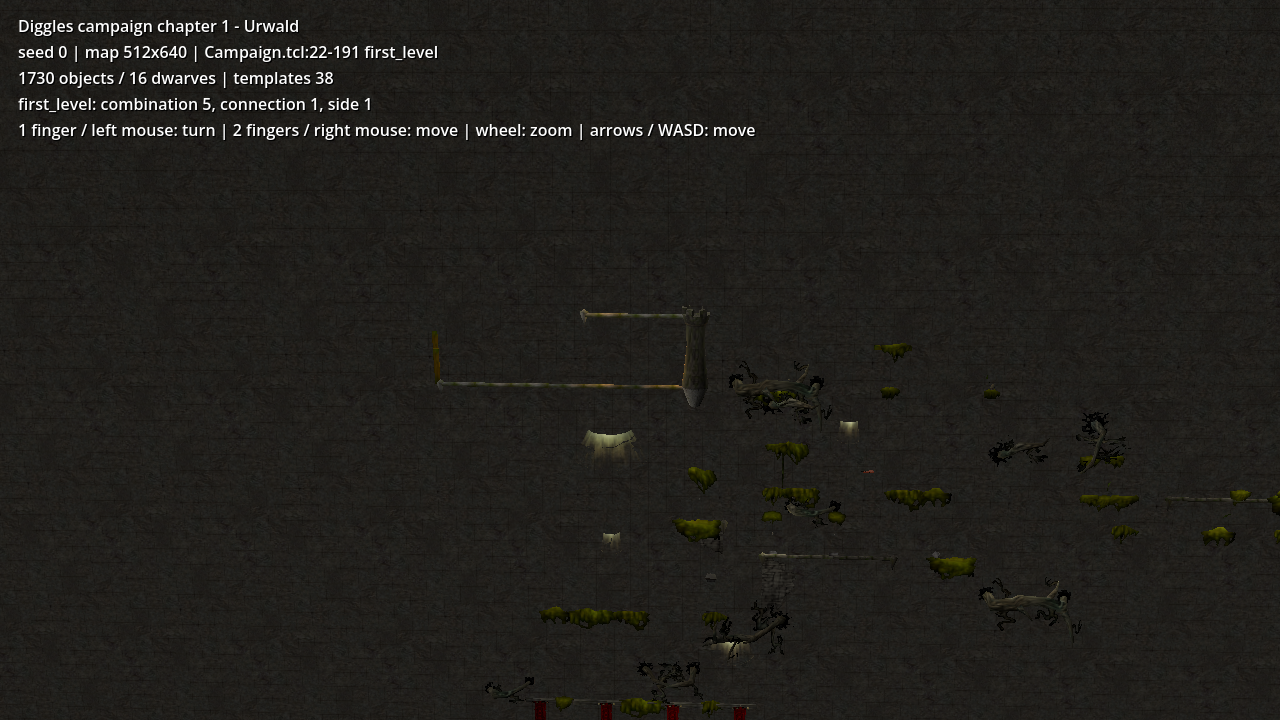 Diggles campaign chapter 1 - Urwald
seed 0 | map 512x640 | Campaign.tcl:22-191 first_level
1730 objects / 16 dwarves | templates 38
first_level: combination 5, connection 1, side 1
1 finger / left mouse: turn | 2 fingers / right mouse: move | wheel: zoom | arrows / WASD: move